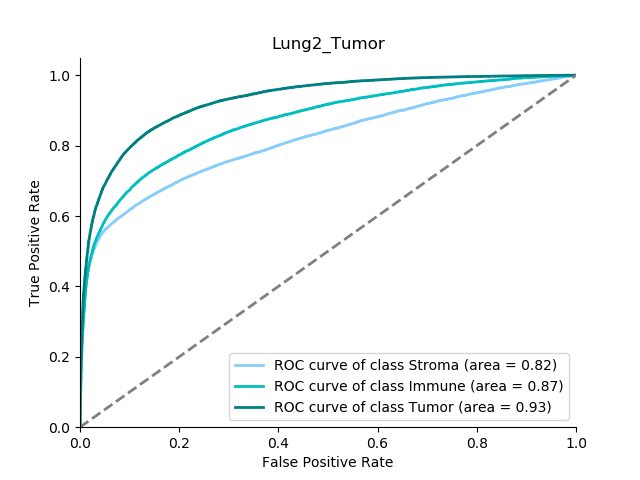 Lung2_Tumor
True Positive Rate
1.0
0.8
0.6
0.4
0.2
0.0
ROC curve of class Stroma (area = 0.82)
ROC curve of class Immune (area = 0.87)
ROC curve of class Tumor (area = 0.93)
0.0 0.2 0.4 0.6 0.8 1.0
False Positive Rate